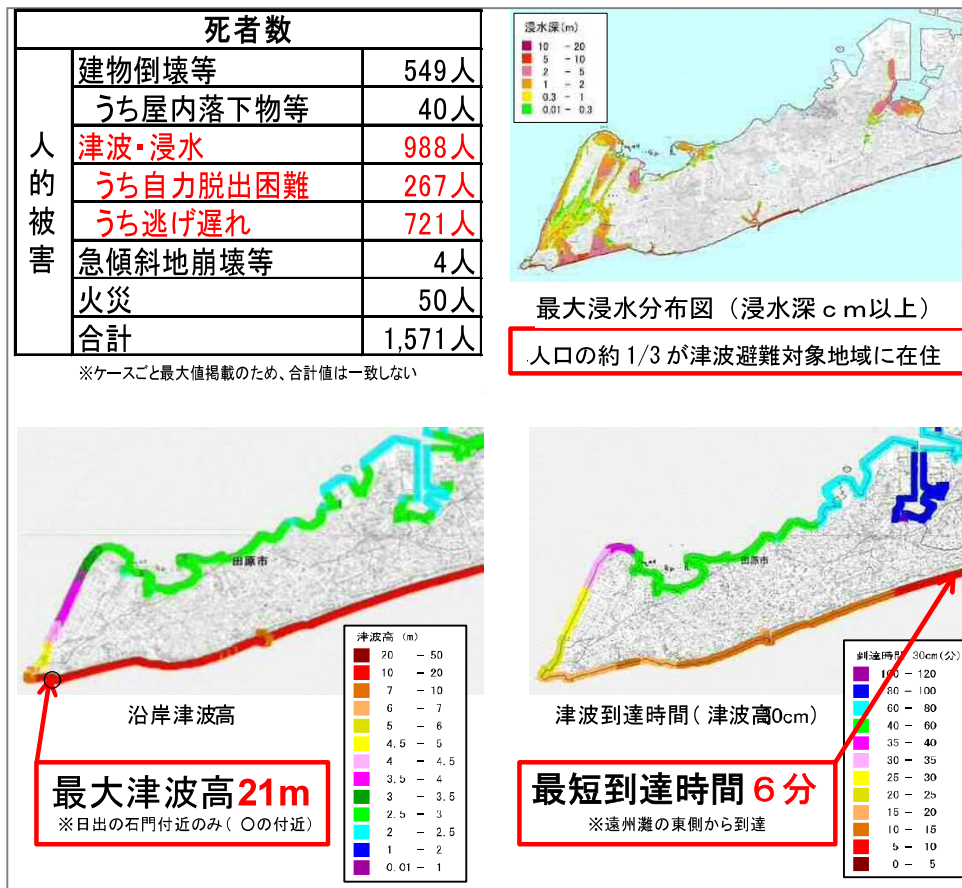 死者数
人的被害
建物倒壊等 549人
うち屋内落下物等 40人
津波・浸水 988人
うち自力脱出困難 267人
うち逃げ遅れ 721人
急傾斜地崩壊等 4人
火災 50人
合計 1,571人
※ケースごと最大値掲載のため、合計値は一致しない
浸水深(m)
10 - 20
5 - 10
2 - 5
1 - 2
0.3 - 1
0.01 - 0.3
最大浸水分布図（浸水深ｃｍ以上）
人口の約1/3が津波避難対象地域に在住
田原市
津波高 (m)
20 - 50
10 - 20
7 - 10
6 - 7
5 - 6
4.5 - 5
4 - 4.5
3.5 - 4
3 - 3.5
2.5 - 3
2 - 2.5
1 - 2
0.01 - 1
沿岸津波高
最大津波高21m
※日出の石門付近のみ（ 〇の付近）
田原市
到達時間 30cm(分)
100 - 120
80 - 100
60 - 80
40 - 60
35 - 40
30 - 35
25 - 30
20 - 25
15 - 20
10 - 15
5 - 10
0 - 5
津波到達時間（津波高30cm）
最短到達時間６分
※遠州灘の東側から到達